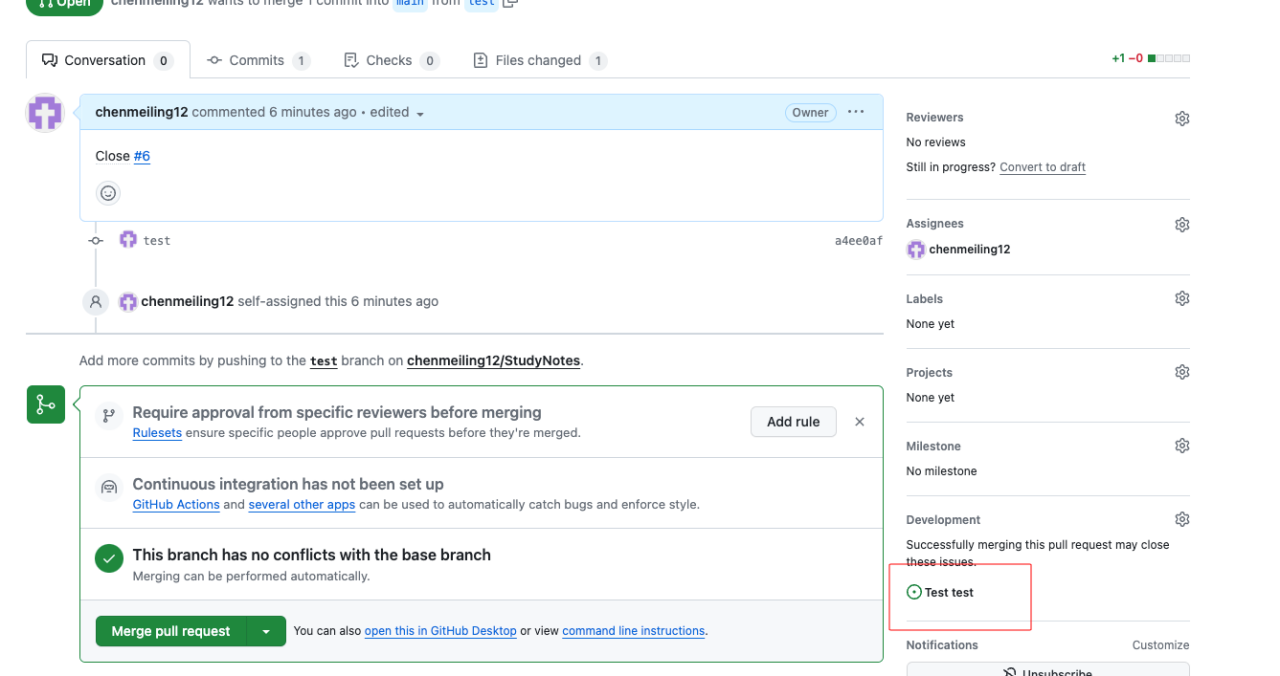 Open chenmeiling12 wants to merge 1 commit into main from test
Conversation 0 Commits 1 Checks 0 Files changed 1 +1 −0
chenmeiling12 commented 6 minutes ago • edited Owner
Close #6
test a4ee0af
chenmeiling12 self-assigned this 6 minutes ago
Add more commits by pushing to the test branch on chenmeiling12/StudyNotes.
Require approval from specific reviewers before merging
Rulesets ensure specific people approve pull requests before they're merged.
Add rule
Continuous integration has not been set up
GitHub Actions and several other apps can be used to automatically catch bugs and enforce style.
This branch has no conflicts with the base branch
Merging can be performed automatically.
Merge pull request You can also open this in GitHub Desktop or view command line instructions.
Reviewers
No reviews
Still in progress? Convert to draft
Assignees
chenmeiling12
Labels
None yet
Projects
None yet
Milestone
No milestone
Development
Successfully merging this pull request may close
these issues.
Test test
Notifications Customize
Unsubscribe